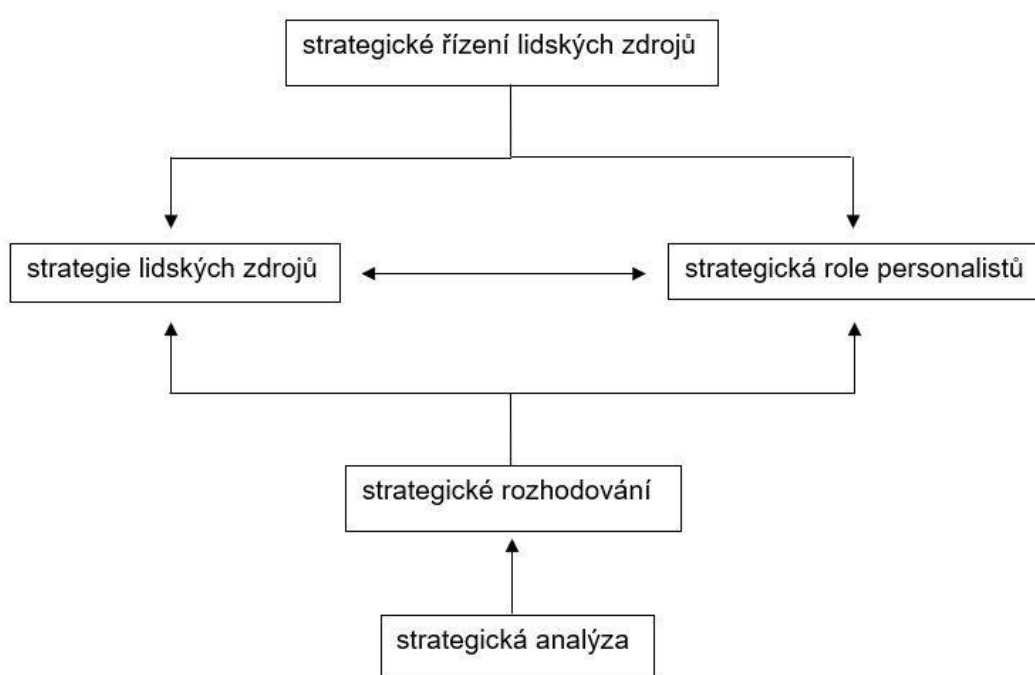 strategické řízení lidských zdrojů
strategie lidských zdrojů
strategická role personalistů
strategické rozhodování
strategická analýza